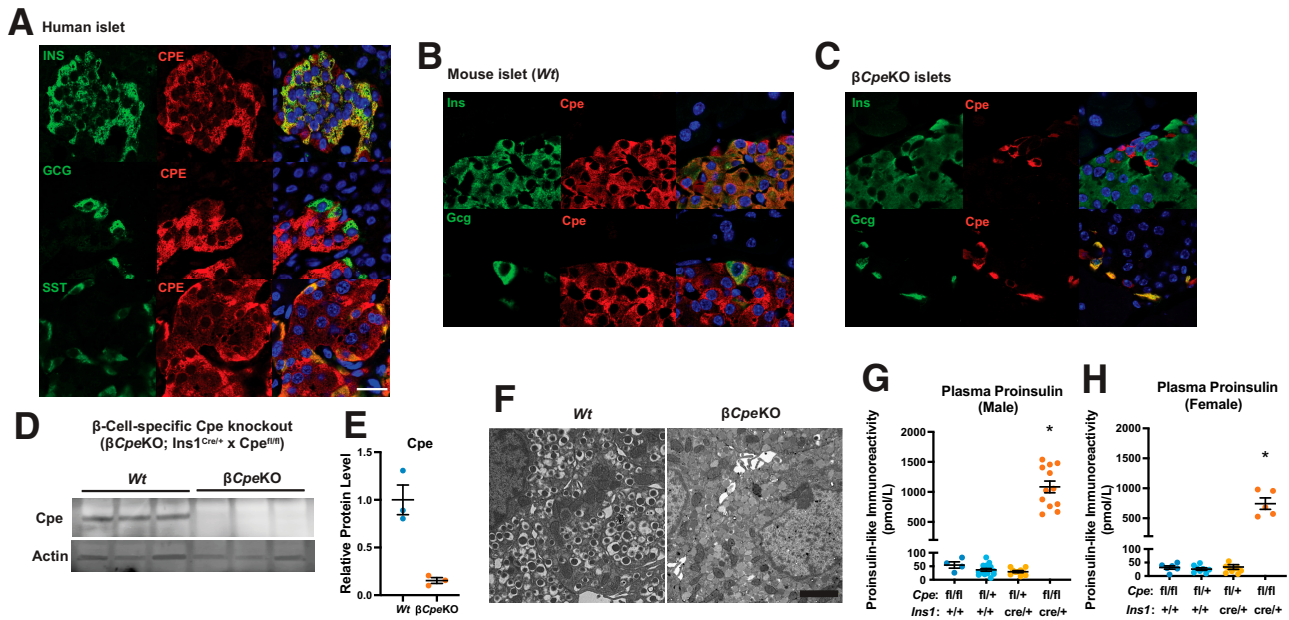 A Human islet
INS CPE
GCG CPE
SST CPE
B
Mouse islet (Wt)
Ins Cpe
Gcg Cpe
C
βCpeKO islets
Ins Cpe
Gcg Cpe
D
β-Cell-specific Cpe knockout
(βCpeKO; Ins1Cre/+ x Cpefl/fl)
Wt βCpeKO
Cpe
Actin
E
Cpe
Relative Protein Level
1.5
1.0
0.5
0.0
Wt βCpeKO
F
Wt βCpeKO
G
Plasma Proinsulin
(Male)
Proinsulin-like Immunoreactivity
(pmol/L)
2000
1500
1000
500
100
50
0
*
Cpe: fl/fl fl/+ fl/+ fl/fl
Ins1: +/+ +/+ cre/+ cre/+
H
Plasma Proinsulin
(Female)
Proinsulin-like Immunoreactivity
(pmol/L)
2000
1500
1000
500
100
50
0
*
Cpe: fl/fl fl/+ fl/+ fl/fl
Ins1: +/+ +/+ cre/+ cre/+